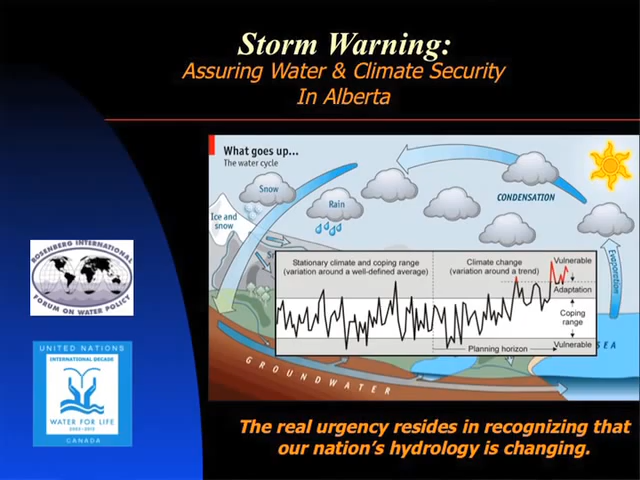 Storm Warning:
Assuring Water & Climate Security
In Alberta
What goes up...
The water cycle
Snow
Rain
CONDENSATION
Ice and
snow
Evaporation
Stationary climate and coping range
(variation around a well-defined average)
Climate change
(variation around a trend)
Vulnerable
Adaptation
Coping
range
Vulnerable
Planning horizon
SEA
GROUNDWATER
ROSENBERG INTERNATIONAL
FORUM ON WATER POLICY
UNITED NATIONS
INTERNATIONAL DECADE
WATER FOR LIFE
2005-2015
CANADA
The real urgency resides in recognizing that
our nation's hydrology is changing.